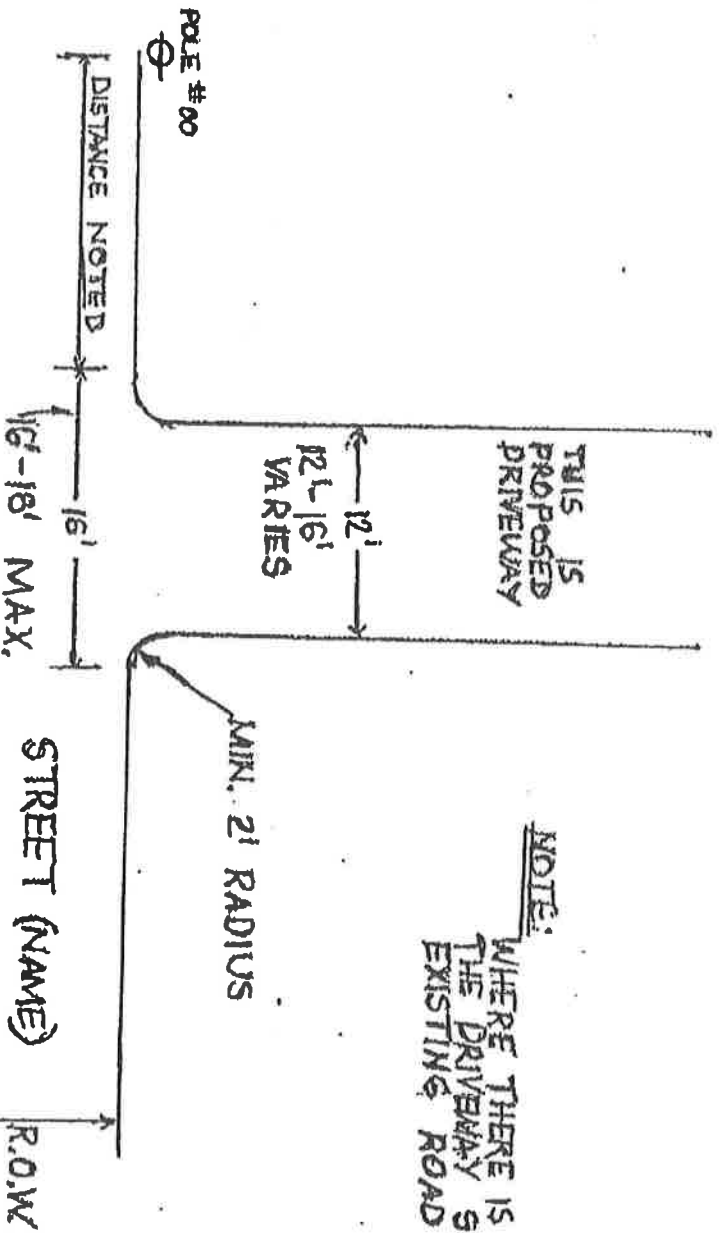 POLE #00
DISTANCE NOTED
THIS IS
PROPOSED
DRIVEWAY
12'
12'-16'
VARIES
16'
16'-18' MAX.
MIN. 2' RADIUS
STREET (NAME)
R.O.W.
NOTE:
WHERE THERE IS
THE DRIVEWAY S
EXISTING ROAD